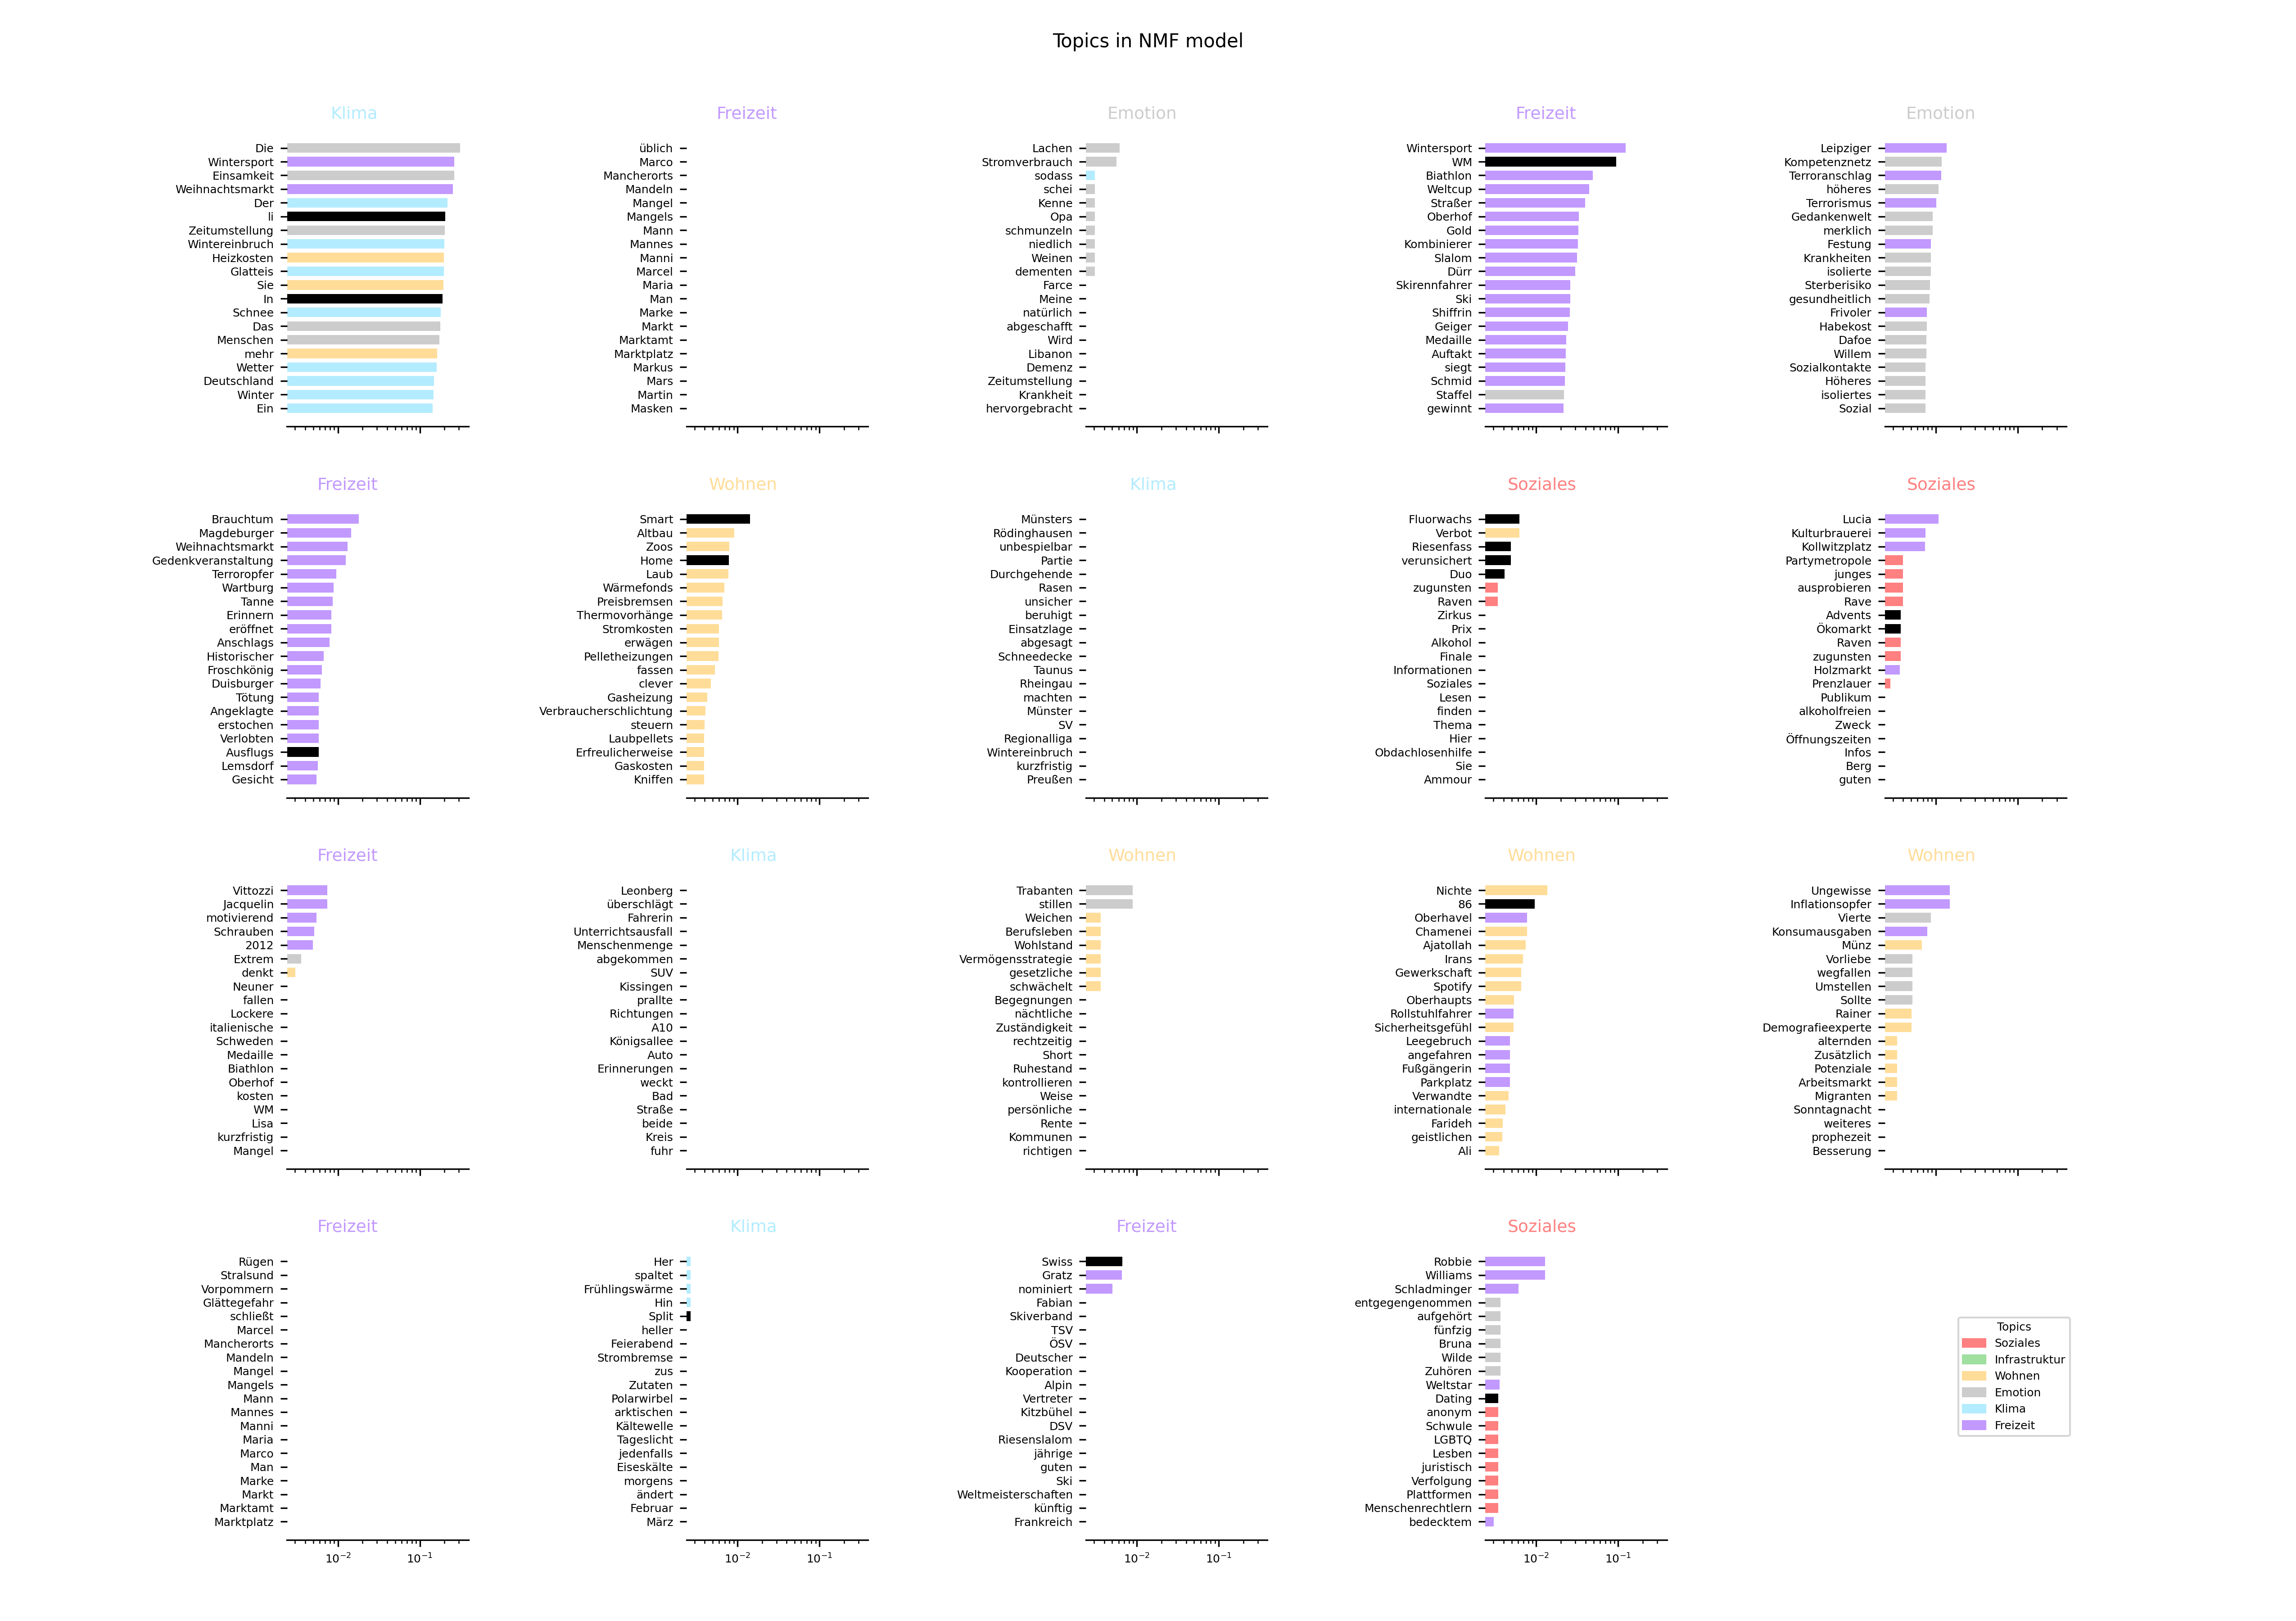 Topics in NMF model
Klima
Die
Wintersport
Einsamkeit
Weihnachtsmarkt
Der
li
Zeitumstellung
Wintereinbruch
Heizkosten
Glatteis
Sie
In
Schnee
Das
Menschen
mehr
Wetter
Deutschland
Winter
Ein
Freizeit
üblich
Marco
Mancherorts
Mandeln
Mangel
Mangels
Mann
Mannes
Manni
Marcel
Maria
Man
Marke
Markt
Marktamt
Marktplatz
Markus
Mars
Martin
Masken
Emotion
Lachen
Stromverbrauch
sodass
schei
Kenne
Opa
schmunzeln
niedlich
Weinen
dementen
Farce
Meine
natürlich
abgeschafft
Wird
Libanon
Demenz
Zeitumstellung
Krankheit
hervorgebracht
Freizeit
Wintersport
WM
Biathlon
Weltcup
Straßer
Oberhof
Gold
Kombinierer
Slalom
Dürr
Skirennfahrer
Ski
Shiffrin
Geiger
Medaille
Auftakt
siegt
Schmid
Staffel
gewinnt
Emotion
Leipziger
Kompetenznetz
Terroranschlag
höheres
Terrorismus
Gedankenwelt
merklich
Festung
Krankheiten
isolierte
Sterberisiko
gesundheitlich
Frivoler
Habekost
Dafoe
Willem
Sozialkontakte
Höheres
isoliertes
Sozial
Freizeit
Brauchtum
Magdeburger
Weihnachtsmarkt
Gedenkveranstaltung
Terroropfer
Wartburg
Tanne
Erinnern
eröffnet
Anschlags
Historischer
Froschkönig
Duisburger
Tötung
Angeklagte
erstochen
Verlobten
Ausflugs
Lemsdorf
Gesicht
Wohnen
Smart
Altbau
Zoos
Home
Laub
Wärmefonds
Preisbremsen
Thermovorhänge
Stromkosten
erwägen
Pelletheizungen
fassen
clever
Gasheizung
Verbraucherschlichtung
steuern
Laubpellets
Erfreulicherweise
Gaskosten
Kniffen
Klima
Münsters
Rödinghausen
unbespielbar
Partie
Durchgehende
Rasen
unsicher
beruhigt
Einsatzlage
abgesagt
Schneedecke
Taunus
Rheingau
machten
Münster
SV
Regionalliga
Wintereinbruch
kurzfristig
Preußen
Soziales
Fluorwachs
Verbot
Riesenfass
verunsichert
Duo
zugunsten
Raven
Zirkus
Prix
Alkohol
Finale
Informationen
Soziales
Lesen
finden
Thema
Hier
Obdachlosenhilfe
Sie
Ammour
Soziales
Lucia
Kulturbrauerei
Kollwitzplatz
Partymetropole
junges
ausprobieren
Rave
Advents
Ökomarkt
Raven
zugunsten
Holzmarkt
Prenzlauer
Publikum
alkoholfreien
Zweck
Öffnungszeiten
Infos
Berg
guten
Freizeit
Vittozzi
Jacquelin
motivierend
Schrauben
2012
Extrem
denkt
Neuner
fallen
Lockere
italienische
Schweden
Medaille
Biathlon
Oberhof
kosten
WM
Lisa
kurzfristig
Mangel
Klima
Leonberg
überschlägt
Fahrerin
Unterrichtsausfall
Menschenmenge
abgekommen
SUV
Kissingen
prallte
Richtungen
A10
Königsallee
Auto
Erinnerungen
weckt
Bad
Straße
beide
Kreis
fuhr
Wohnen
Trabanten
stillen
Weichen
Berufsleben
Wohlstand
Vermögensstrategie
gesetzliche
schwächelt
Begegnungen
nächtliche
Zuständigkeit
rechtzeitig
Short
Ruhestand
kontrollieren
Weise
persönliche
Rente
Kommunen
richtigen
Wohnen
Nichte
86
Oberhavel
Chamenei
Ajatollah
Irans
Gewerkschaft
Spotify
Oberhaupts
Rollstuhlfahrer
Sicherheitsgefühl
Leegebruch
angefahren
Fußgängerin
Parkplatz
Verwandte
internationale
Farideh
geistlichen
Ali
Wohnen
Ungewisse
Inflationsopfer
Vierte
Konsumausgaben
Münz
Vorliebe
wegfallen
Umstellen
Sollte
Rainer
Demografieexperte
alternden
Zusätzlich
Potenziale
Arbeitsmarkt
Migranten
Sonntagnacht
weiteres
prophezeit
Besserung
Freizeit
Rügen
Stralsund
Vorpommern
Glättegefahr
schließt
Marcel
Mancherorts
Mandeln
Mangel
Mangels
Mann
Mannes
Manni
Maria
Marco
Man
Marke
Markt
Marktamt
Marktplatz
10⁻² 10⁻¹
Klima
Her
spaltet
Frühlingswärme
Hin
Split
heller
Feierabend
Strombremse
zus
Zutaten
Polarwirbel
arktischen
Kältewelle
Tageslicht
jedenfalls
Eiseskälte
morgens
ändert
Februar
März
10⁻² 10⁻¹
Freizeit
Swiss
Gratz
nominiert
Fabian
Skiverband
TSV
ÖSV
Deutscher
Kooperation
Alpin
Vertreter
Kitzbühel
DSV
Riesenslalom
jährige
guten
Ski
Weltmeisterschaften
künftig
Frankreich
10⁻² 10⁻¹
Soziales
Robbie
Williams
Schladminger
entgegengenommen
aufgehört
fünfzig
Bruna
Wilde
Zuhören
Weltstar
Dating
anonym
Schwule
LGBTQ
Lesben
juristisch
Verfolgung
Plattformen
Menschenrechtlern
bedecktem
10⁻² 10⁻¹
Topics
Soziales
Infrastruktur
Wohnen
Emotion
Klima
Freizeit